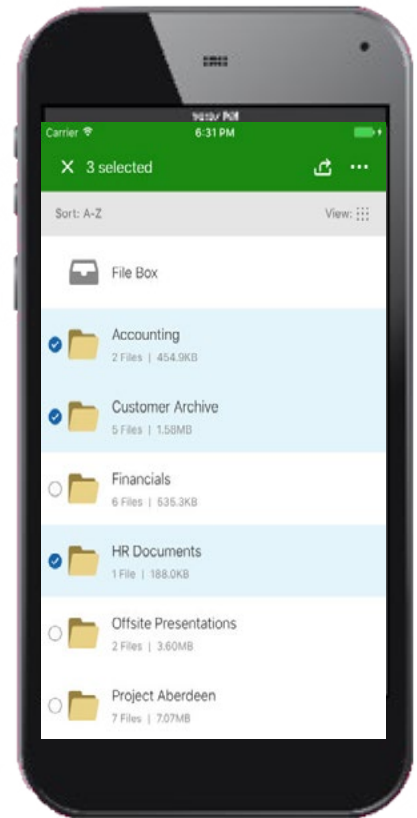 Carrier
6:31 PM
3 selected
Sort: A-Z
View:
File Box
Accounting
2 Files | 454.9KB
Customer Archive
5 Files | 1.58MB
Financials
6 Files | 535.3KB
HR Documents
1 File | 188.0KB
Offsite Presentations
2 Files | 3.60MB
Project Aberdeen
7 Files | 7.07MB